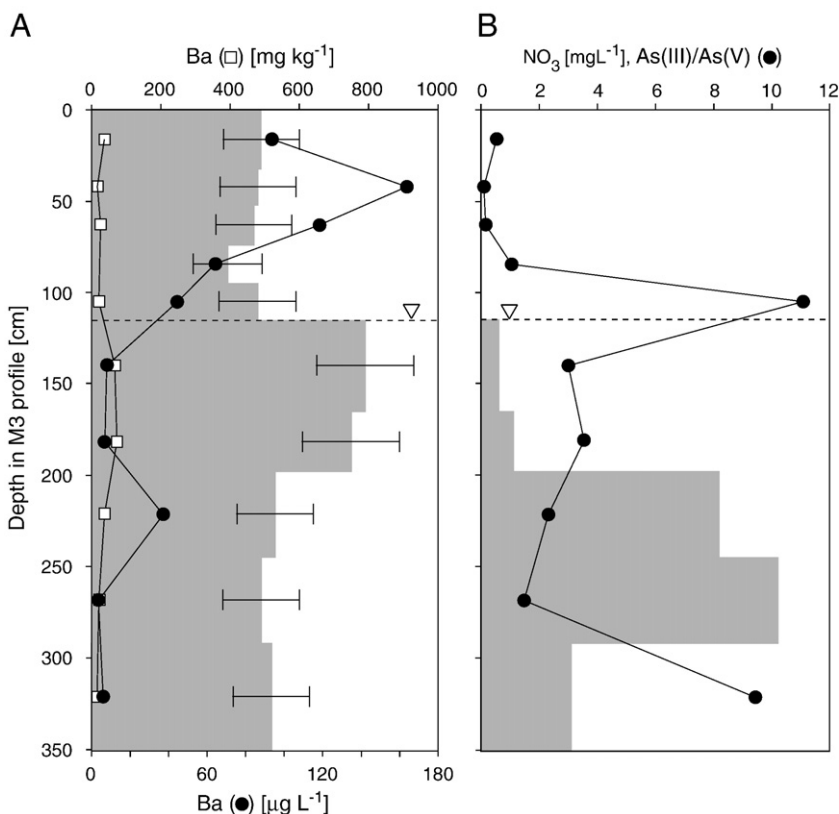 A
B
Ba (□) [mg kg⁻¹]
NO₃ [mgL⁻¹], As(III)/As(V) (●)
0 200 400 600 800 1000
0 2 4 6 8 10 12
0
50
100
150
200
250
300
350
Depth in M3 profile [cm]
0 60 120 180
Ba (●) [µg L⁻¹]